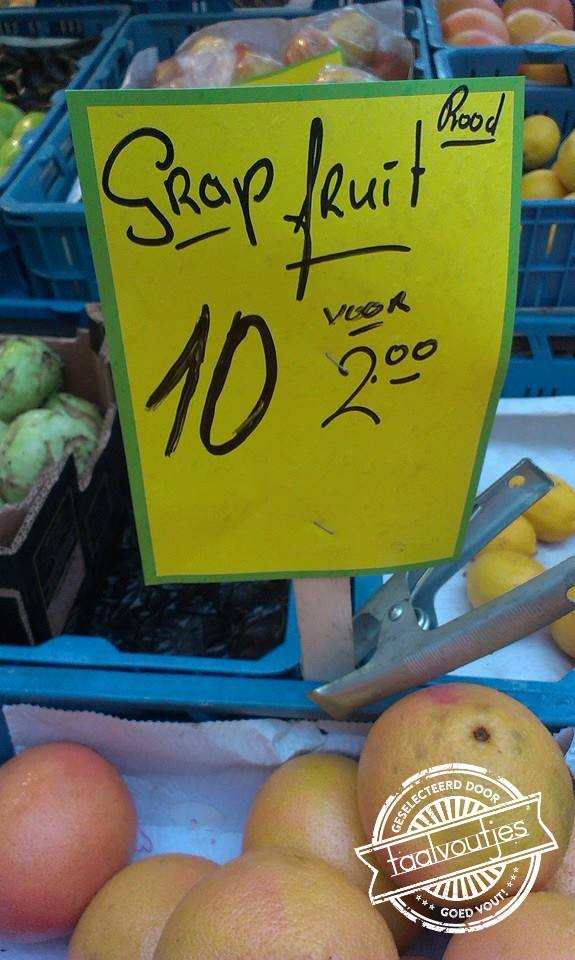 Rood
Grap fruit
10 voor 2.00
GESELECTEERD DOOR
taalvoutjes
GOED VOUT!